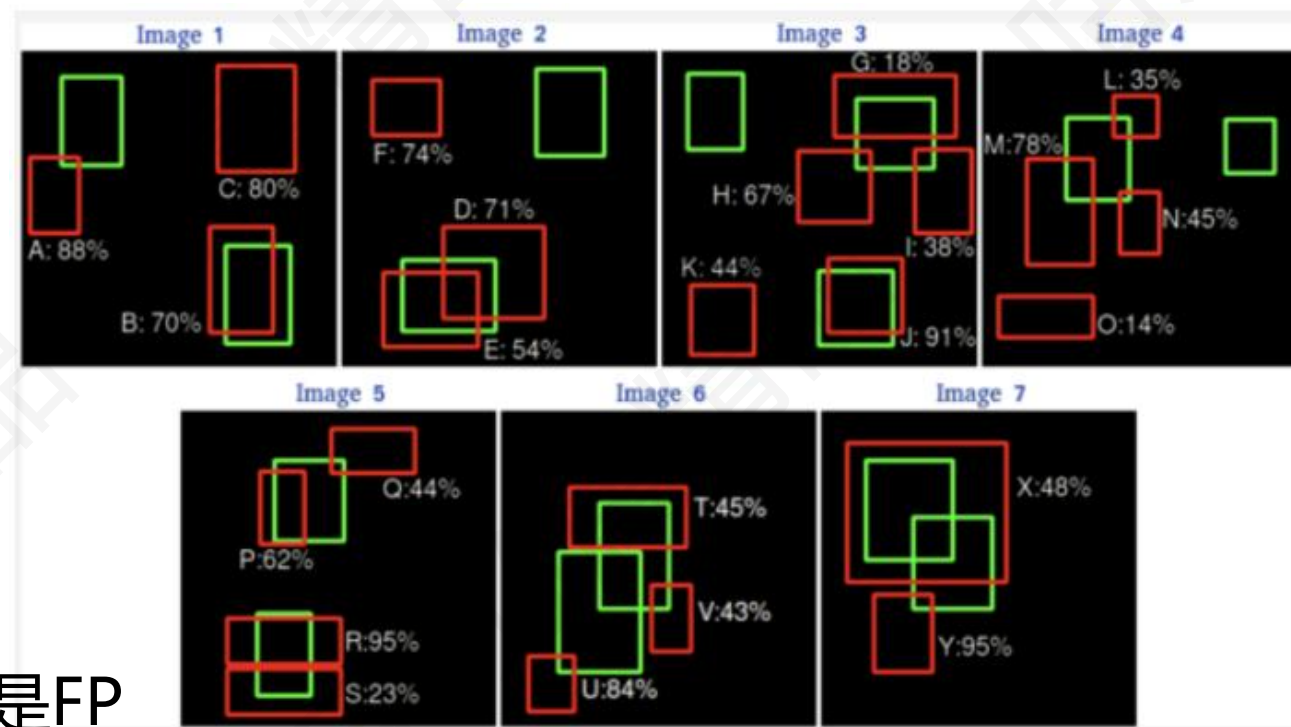 Image 1
Image 2
Image 3
Image 4
A: 88%
C: 80%
B: 70%
F: 74%
D: 71%
E: 54%
G: 18%
H: 67%
I: 38%
K: 44%
J: 91%
L: 35%
M:78%
N:45%
O:14%
Image 5
Image 6
Image 7
Q:44%
P:62%
R:95%
S:23%
T:45%
V:43%
U:84%
X:48%
Y:95%
是FP